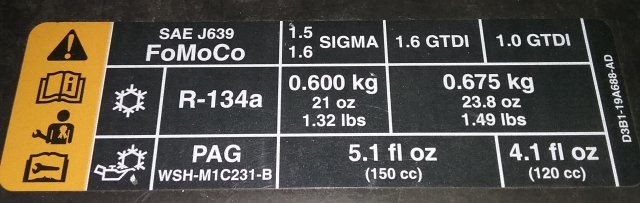 SAE J639
FoMoCo
1.5
1.6 SIGMA
1.6 GTDI
1.0 GTDI
R-134a
0.600 kg
21 oz
1.32 lbs
0.675 kg
23.8 oz
1.49 lbs
PAG
WSH-M1C231-B
5.1 fl oz
(150 cc)
4.1 fl oz
(120 cc)
D3B1-19A688-AD